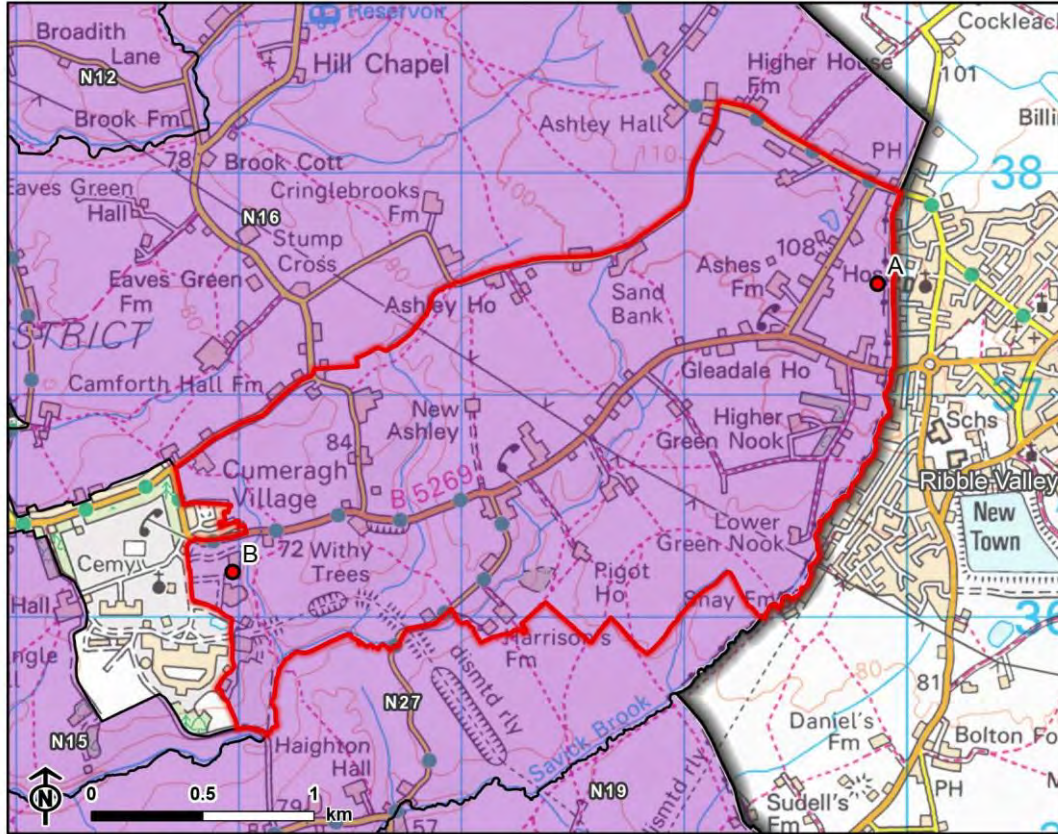 Reservoir
Cockleach
Broadith
Lane
N12
Hill Chapel
Higher House
Fm
101
Brook Fm
Ashley Hall
110
Billin
78
Brook Cott
PH
38
Eaves Green
Hall
Cringlebrooks
Fm
100
N16
Stump
Cross
80
108
A
Eaves Green
Fm
80
Ashley Ho
Sand
Bank
Ashes
Fm
STRICT
Camforth Hall Fm
Gleadale Ho
37
New
Ashley
Higher
Green Nook
Schs
84
Cumeragh
Village
B 5269
Ribble Valley
New
Town
Lower
Green Nook
72
Withy
Trees
B
Cemy
Pigot
Ho
Hall
Snay Fm
36
Harrison's
Fm
dismtd rly
80
81
N27
Daniel's
Fm
N15
Haighton
Hall
Savick Brook
Bolton Fo
N
0 0.5 1
km
79
57
N19
dismtd rly
Sudell's
Fm
PH